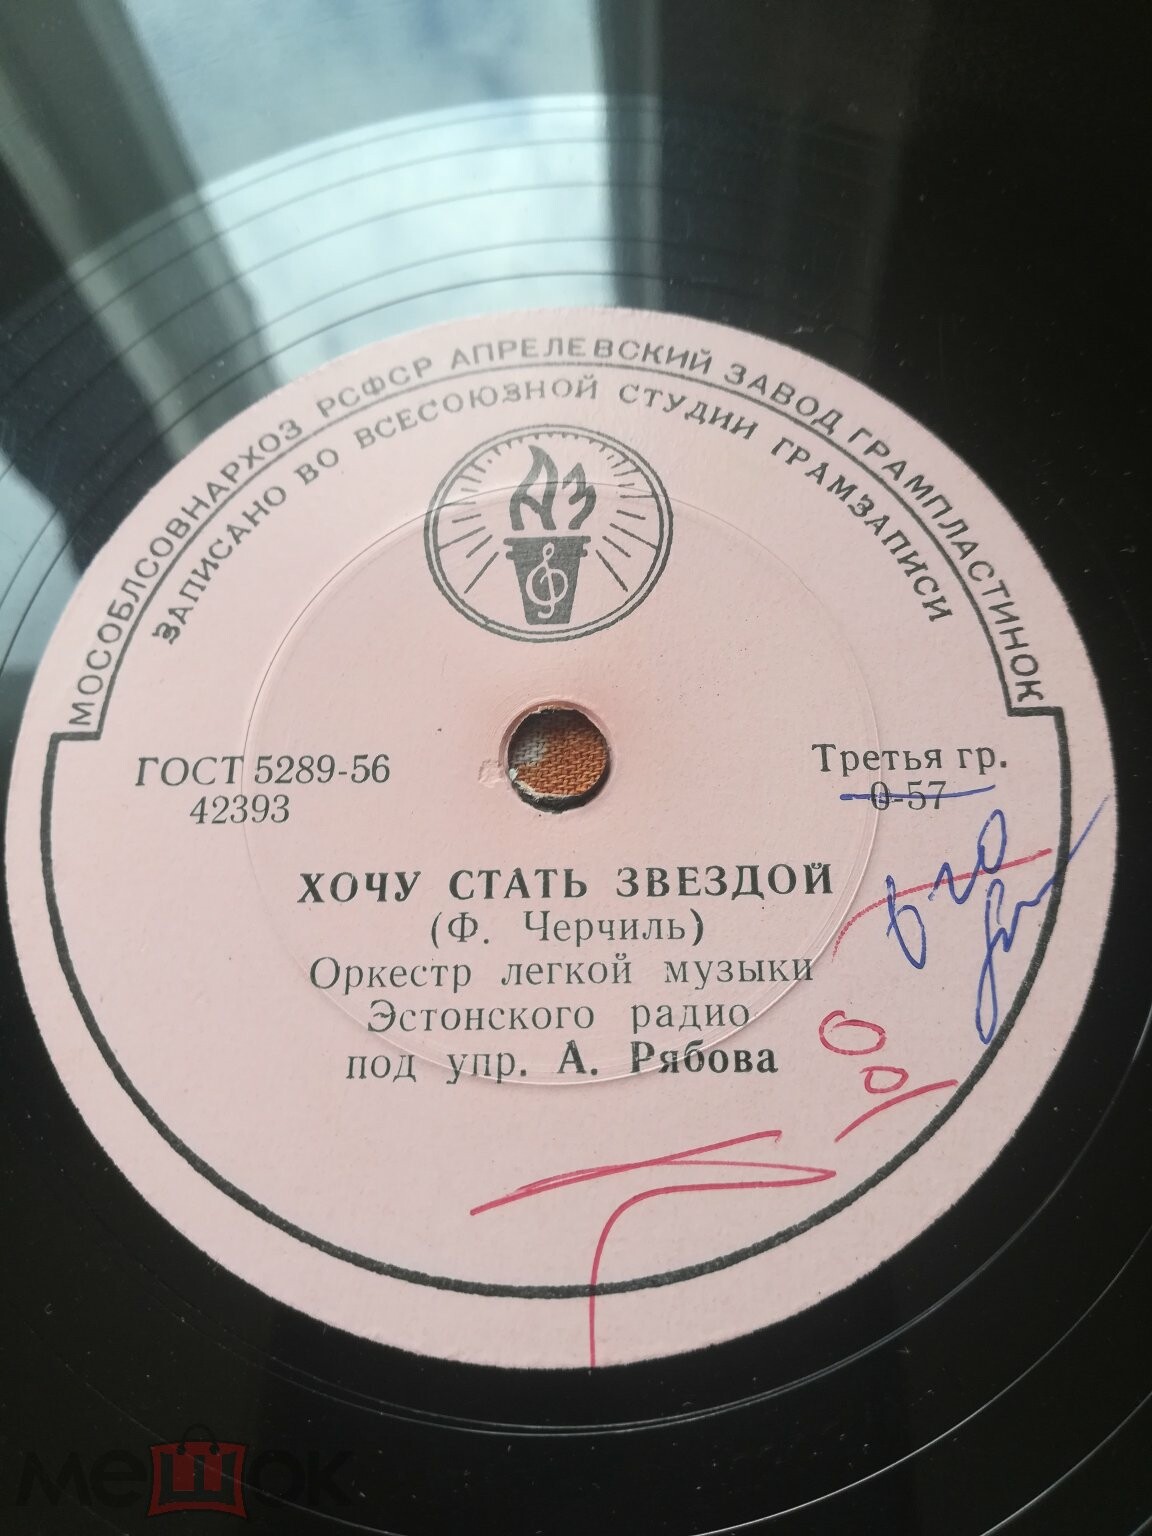 МОСОБЛСОВНАРХОЗ РСФСР АПРЕЛЕВСКИЙ ЗАВОД ГРАМПЛАСТИНОК
ЗАПИСАНО ВО ВСЕСОЮЗНОЙ СТУДИИ ГРАМЗАПИСИ
АЗ
ГОСТ 5289-56
42393
Третья гр.
0-57
ХОЧУ СТАТЬ ЗВЕЗДОЙ
(Ф. Черчиль)
Оркестр легкой музыки
Эстонского радио
под упр. А. Рябова
мешок